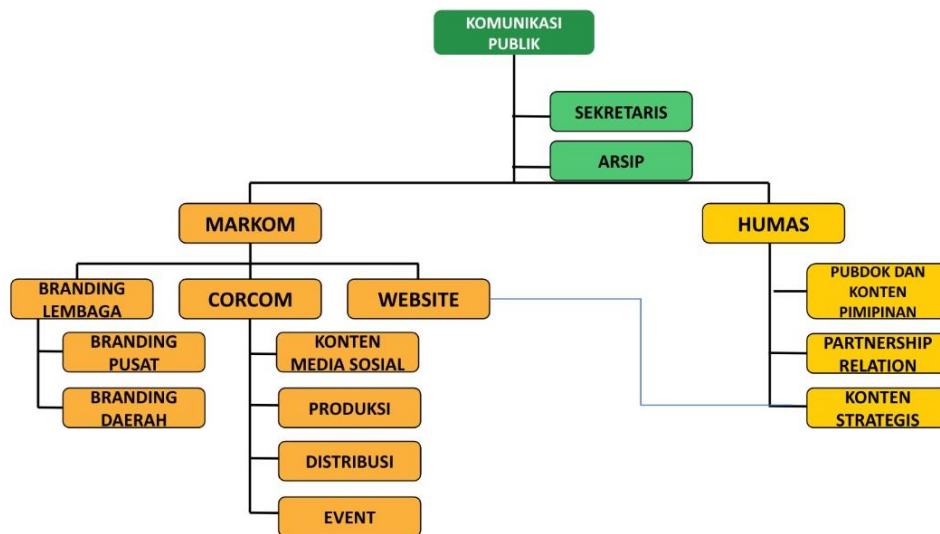 KOMUNIKASI
PUBLIK
SEKRETARIS
ARSIP
MARKOM
HUMAS
BRANDING
LEMBAGA
CORCOM
WEBSITE
PUBDOK DAN
KONTEN
PIMIPINAN
BRANDING
PUSAT
KONTEN
MEDIA SOSIAL
PARTNERSHIP
RELATION
BRANDING
DAERAH
PRODUKSI
KONTEN
STRATEGIS
DISTRIBUSI
EVENT